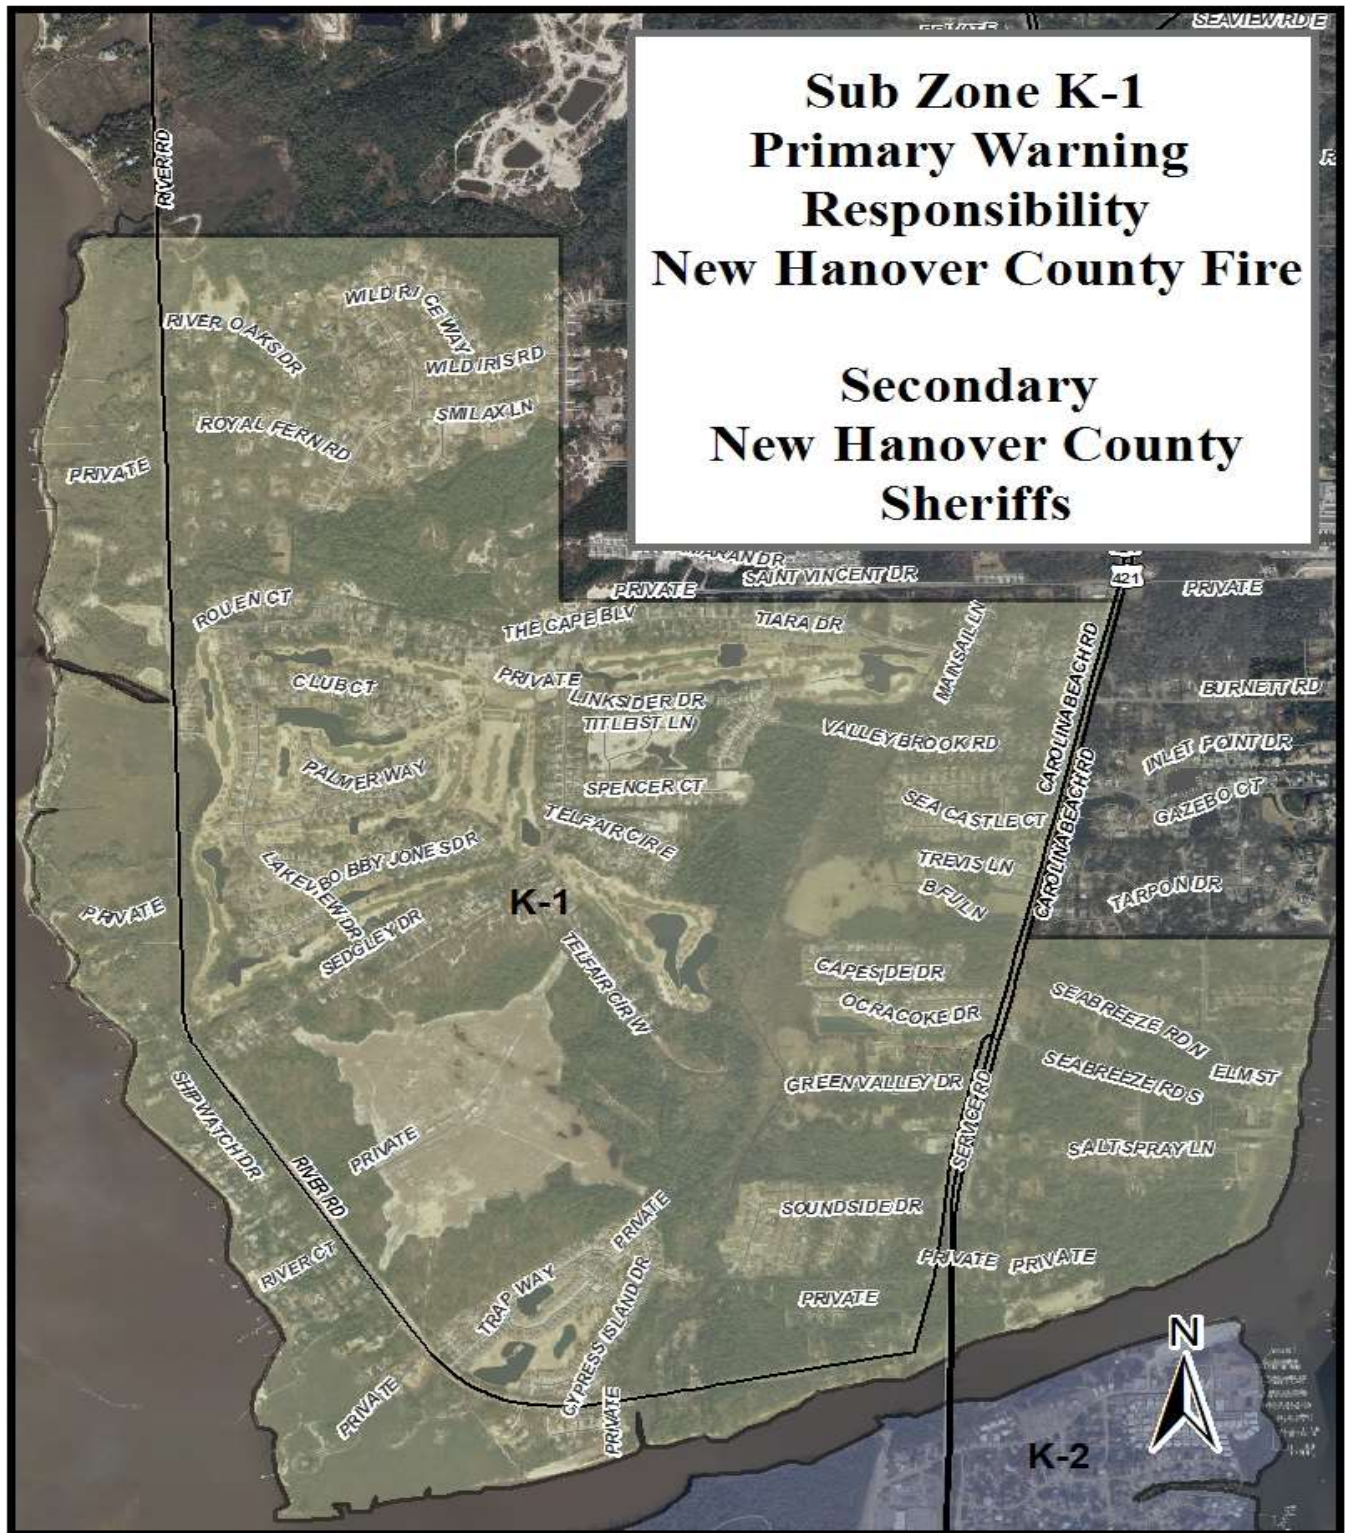 SEAVIEW RD E
PRIVATE
Sub Zone K-1
Primary Warning
Responsibility
New Hanover County Fire
Secondary
New Hanover County
Sheriffs
RIVER RD
WILD RICE WAY
RIVER OAKS DR
WILD IRIS RD
SMILAX LN
ROYAL FERN RD
PRIVATE
SAINT VINCENT DR
421
PRIVATE
PRIVATE
ROUEN CT
THE CAPE BLV
TIARA DR
MAINSAIL LN
CAROLINA BEACH RD
PRIVATE
CLUB CT
LINKSIDER DR
BURNETT RD
TITLEIST LN
VALLEY BROOK RD
INLET POINT DR
PALMER WAY
SPENCER CT
GAZEBO CT
SEA CASTLE CT
TELFAIR CIR E
CAROLINA BEACH RD
BOBBY JONES DR
LAKEVIEW DR
TREVIS LN
TARPON DR
BFJ LN
K-1
PRIVATE
SEDGLEY DR
TELFAIR CIR W
CAPESIDE DR
OCRACOKE DR
SEABREEZE RD N
SEABREEZE RD S
ELM ST
GREEN VALLEY DR
SERVICE RD
SHIPWATCH DR
PRIVATE
SALT SPRAY LN
RIVER RD
SOUNDSIDE DR
PRIVATE
RIVER CT
PRIVATE
PRIVATE
TRAP WAY
CYPRESS ISLAND DR
PRIVATE
PRIVATE
PRIVATE
N
K-2